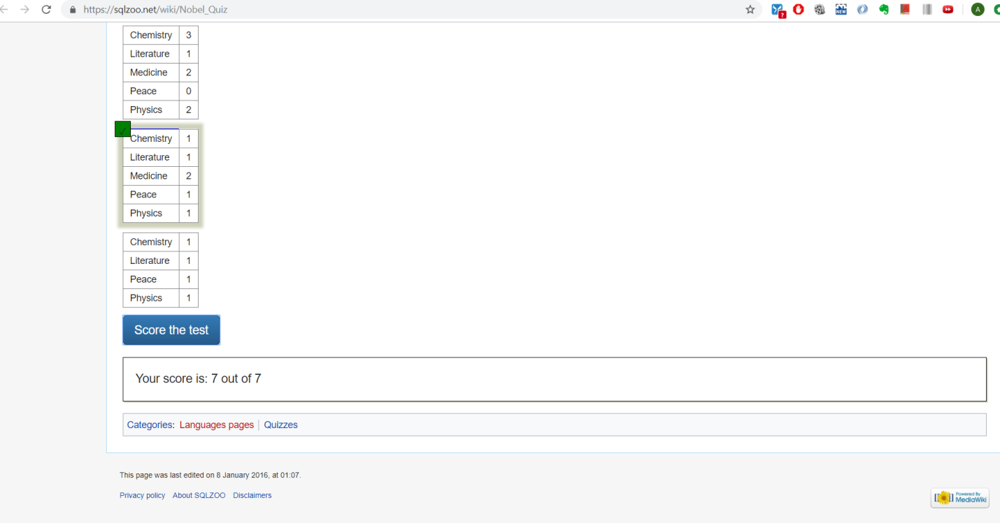 https://sqlzoo.net/wiki/Nobel_Quiz
?
NEW
A
Chemistry 3
Literature 1
Medicine 2
Peace 0
Physics 2
Chemistry 1
Literature 1
Medicine 2
Peace 1
Physics 1
Chemistry 1
Literature 1
Peace 1
Physics 1
Score the test
Your score is: 7 out of 7
Categories: Languages pages | Quizzes
This page was last edited on 8 January 2016, at 01:07.
Privacy policy About SQLZOO Disclaimers
Powered By
MediaWiki